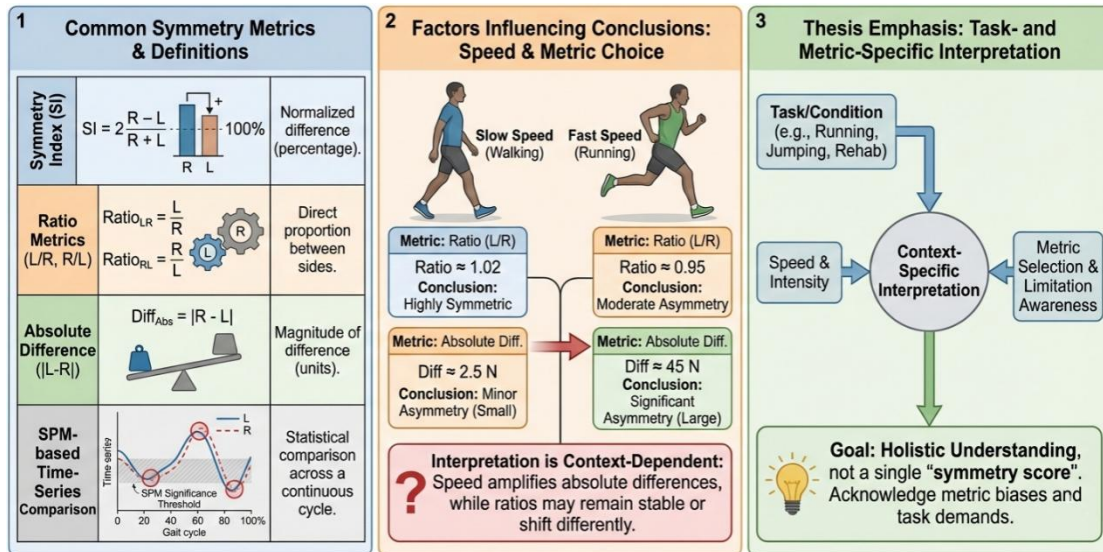 1
Common Symmetry Metrics
& Definitions
Symmetry
Index (SI)
SI = 2 (R – L)/(R + L) 100%
+
R L
Normalized
difference
(percentage).
Ratio
Metrics
(L/R, R/L)
Ratio_LR = L/R
Ratio_RL = R/L
L
R
Direct
proportion
between
sides.
Absolute
Difference
(|L-R|)
Diff_Abs = |R - L|
Magnitude of
difference
(units).
SPM-
based
Time-
Series
Comparison
Time series
L
R
SPM Significance
Threshold
0 20 40 60 80 100%
Gait cycle
Statistical
comparison
across a
continuous
cycle.
2
Factors Influencing Conclusions:
Speed & Metric Choice
Slow Speed
(Walking)
Fast Speed
(Running)
Metric: Ratio (L/R)
Ratio ≈ 1.02
Conclusion:
Highly Symmetric
Metric: Ratio (L/R)
Ratio ≈ 0.95
Conclusion:
Moderate Asymmetry
Metric: Absolute Diff.
Diff ≈ 2.5 N
Conclusion: Minor
Asymmetry (Small)
Metric: Absolute Diff.
Diff ≈ 45 N
Conclusion:
Significant
Asymmetry (Large)
?
Interpretation is Context-Dependent:
Speed amplifies absolute differences,
while ratios may remain stable or
shift differently.
3
Thesis Emphasis: Task- and
Metric-Specific Interpretation
Task/Condition
(e.g., Running,
Jumping, Rehab)
Speed &
Intensity
Context-
Specific
Interpretation
Metric
Selection &
Limitation
Awareness
Goal: Holistic Understanding,
not a single "symmetry score".
Acknowledge metric biases and
task demands.